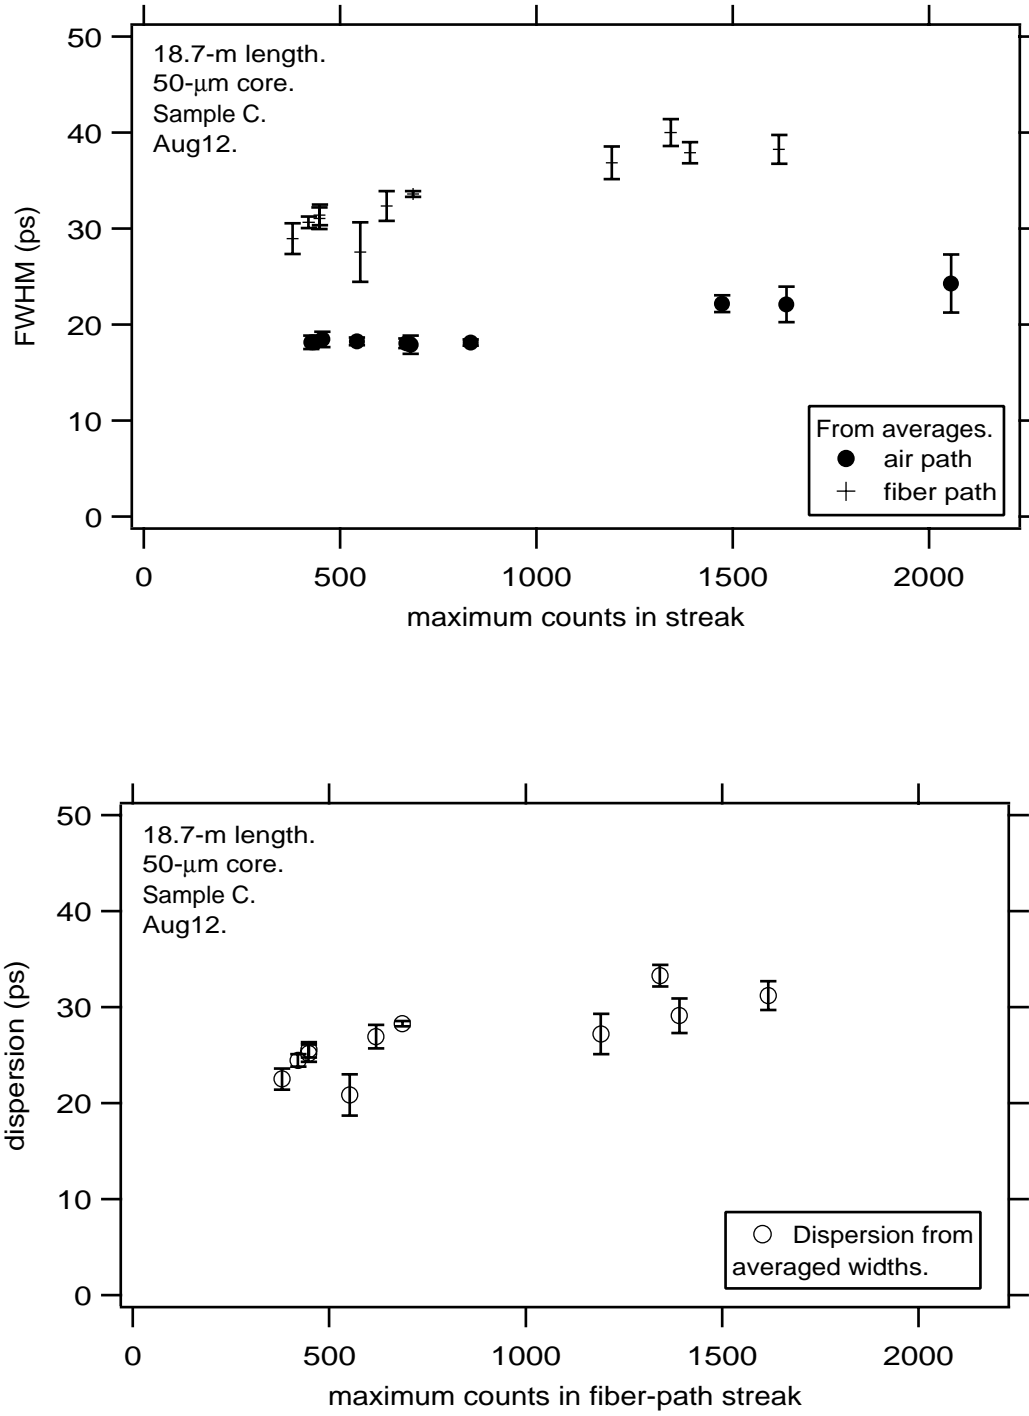 50
18.7-m length.
50-μm core.
40
Sample C.
Aug12.
30
FWHM (ps)
20
10
From averages.
air path
fiber path
0
0 500 1000 1500 2000
maximum counts in streak
50
18.7-m length.
50-μm core.
Sample C.
40
Aug12.
30
dispersion (ps)
20
10
Dispersion from
averaged widths.
0
0 500 1000 1500 2000
maximum counts in fiber-path streak